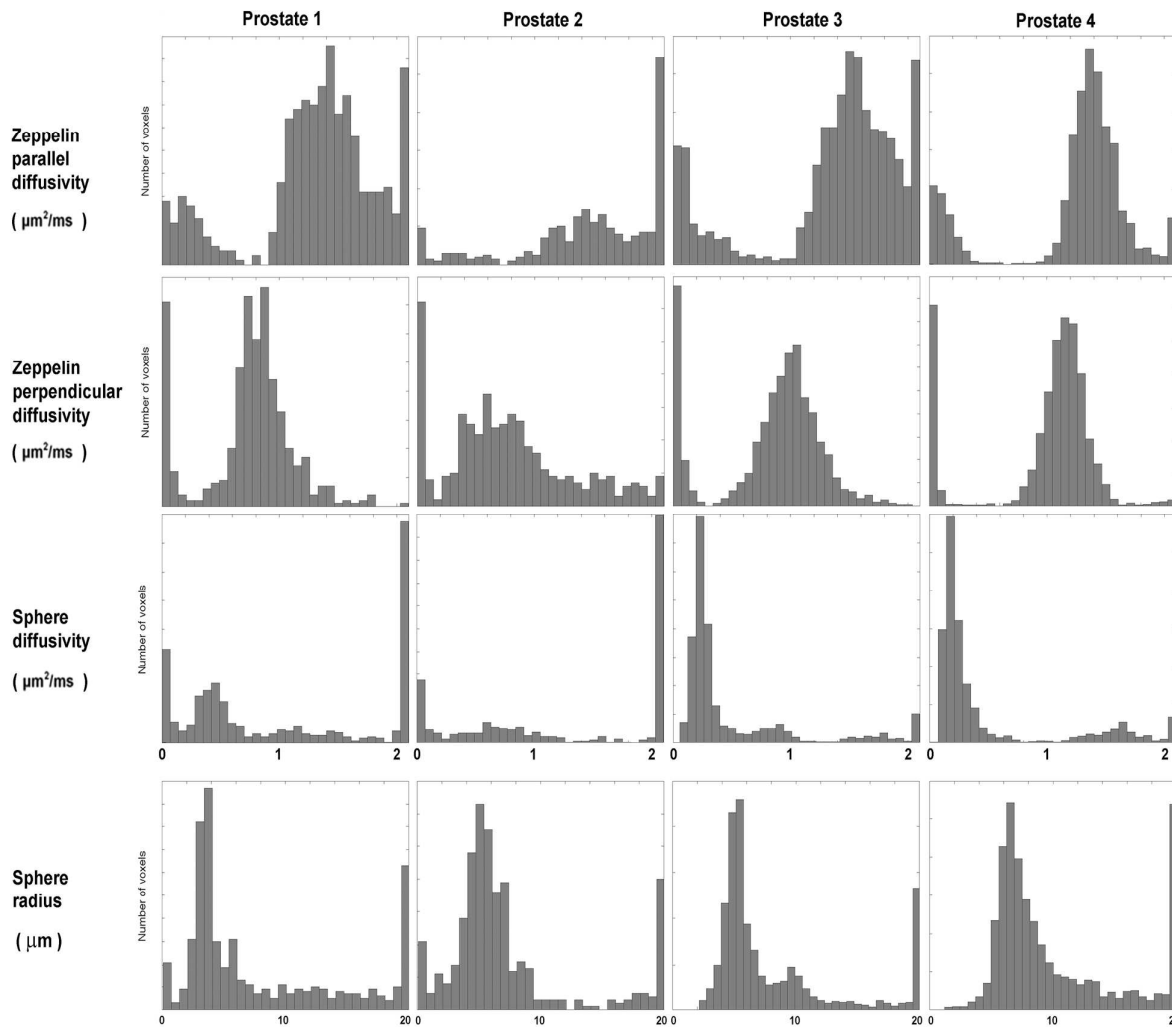 Prostate 1 Prostate 2 Prostate 3 Prostate 4
Zeppelin
parallel
diffusivity
( µm²/ms )
Number of voxels
Zeppelin
perpendicular
diffusivity
( µm²/ms )
Number of voxels
Sphere
diffusivity
( µm²/ms )
Number of voxels
0 1 2 0 1 2 0 1 2 0 1 2
Sphere
radius
( µm )
Number of voxels
0 10 20 0 10 20 0 10 20 0 10 2